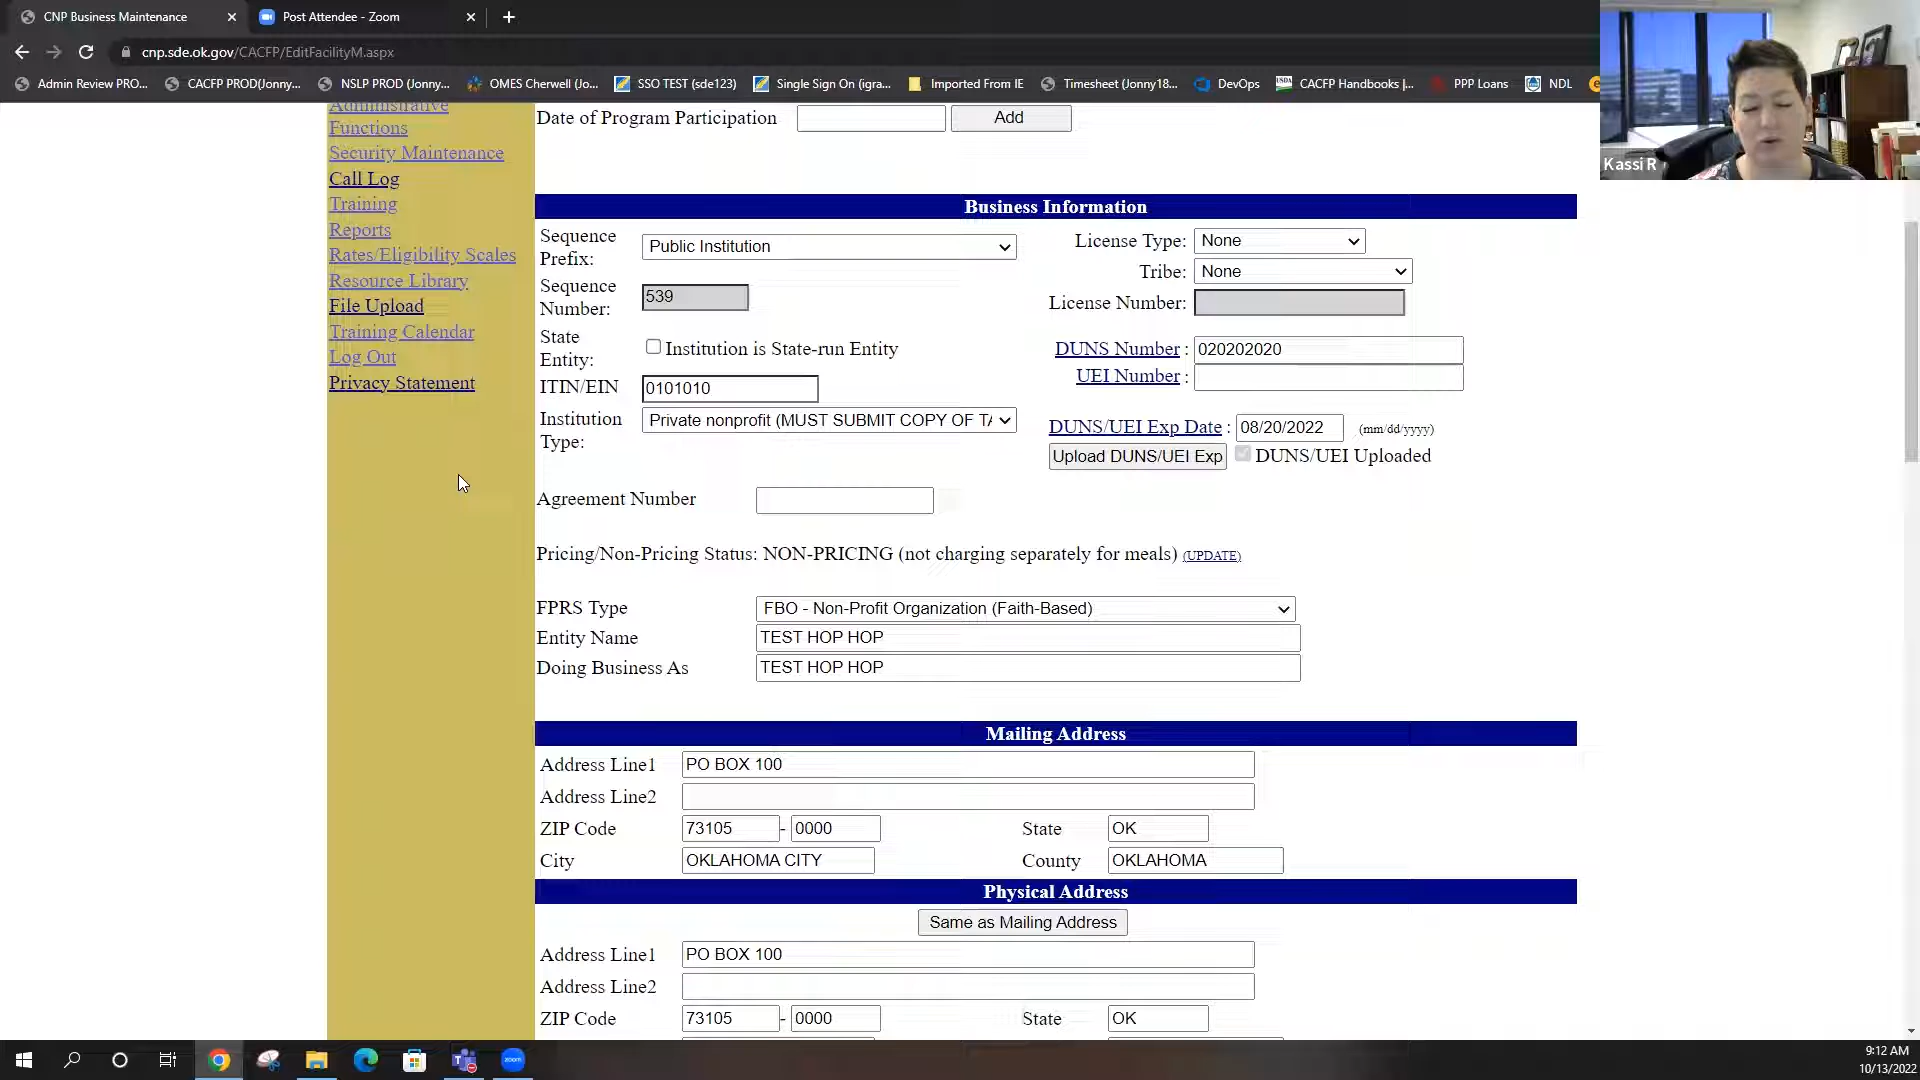 CNP Business Maintenance
Post Attendee - Zoom
cnp.sde.ok.gov/CACFP/EditFacilityM.aspx
Admin Review PRO...
CACFP PROD(Jonny...
NSLP PROD (Jonny...
OMES Cherwell (Jo...
SSO TEST (sde123)
Single Sign On (igra...
Imported From IE
Timesheet (Jonny18...
DevOps
CACFP Handbooks |...
PPP Loans
NDL
Kassi R
Administrative
Functions
Security Maintenance
Call Log
Training
Reports
Rates/Eligibility Scales
Resource Library
File Upload
Training Calendar
Log Out
Privacy Statement
Date of Program Participation Add
Business Information
Sequence Prefix: Public Institution
License Type: None
Tribe: None
Sequence Number: 539
License Number:
State Entity: Institution is State-run Entity
DUNS Number : 020202020
UEI Number :
ITIN/EIN 0101010
Institution Type: Private nonprofit (MUST SUBMIT COPY OF TA
DUNS/UEI Exp Date : 08/20/2022 (mm/dd/yyyy)
Upload DUNS/UEI Exp DUNS/UEI Uploaded
Agreement Number
Pricing/Non-Pricing Status: NON-PRICING (not charging separately for meals) (UPDATE)
FPRS Type FBO - Non-Profit Organization (Faith-Based)
Entity Name TEST HOP HOP
Doing Business As TEST HOP HOP
Mailing Address
Address Line1 PO BOX 100
Address Line2
ZIP Code 73105 - 0000 State OK
City OKLAHOMA CITY County OKLAHOMA
Physical Address
Same as Mailing Address
Address Line1 PO BOX 100
Address Line2
ZIP Code 73105 - 0000 State OK
zoom
9:12 AM
10/13/2022